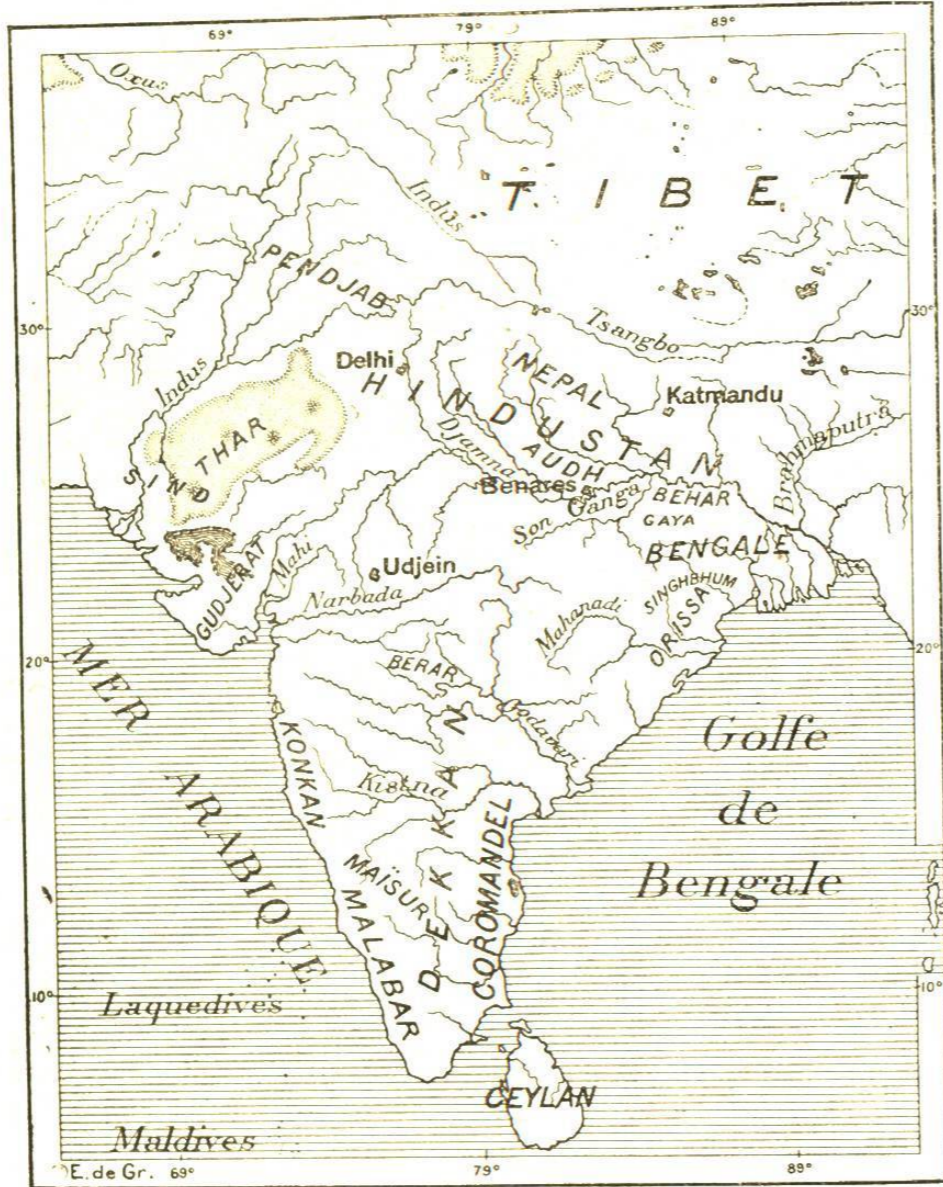 69°
79°
89°
Oxus
Indus
TIBET
PENDJAB
30°
30°
Tsangbo
Indus
Delhi
NEPAL
Katmandu
HINDUSTAN
THAR
SIND
Djamna
AUDH
Brahmaputra
Benares
Ganga
BEHAR
Son
GAYA
BENGALE
GUDJERAT
Mahi
Udjein
Narbada
SINGHBHUM
Mahanadi
ORISSA
20°
20°
BERAR
Godaveri
MER ARABIQUE
Golfe
de
Bengale
KONKAN
Kistna
DEKKAN
COROMANDEL
MAÏSUR
MALABAR
10°
10°
Laquedives
CEYLAN
Maldives
E. de Gr.
69°
79°
89°